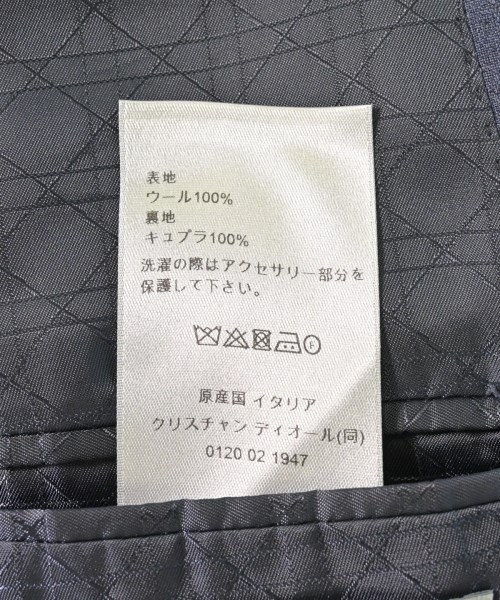 表地
ウール100%
裏地
キュプラ100%
洗濯の際はアクセサリー部分を
保護して下さい。
F
原産国 イタリア
クリスチャン ディオール(同)
0120 02 1947